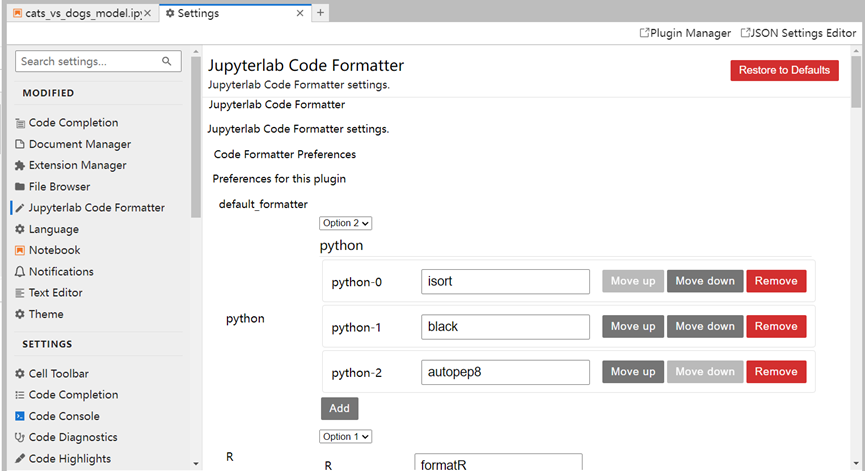 cats_vs_dogs_model.ipy
Settings
Plugin Manager
JSON Settings Editor
Search settings...
MODIFIED
Code Completion
Document Manager
Extension Manager
File Browser
Jupyterlab Code Formatter
Language
Notebook
Notifications
Text Editor
Theme
SETTINGS
Cell Toolbar
Code Completion
Code Console
Code Diagnostics
Code Highlights
Jupyterlab Code Formatter
Restore to Defaults
Jupyterlab Code Formatter settings.
Jupyterlab Code Formatter
Jupyterlab Code Formatter settings.
Code Formatter Preferences
Preferences for this plugin
default_formatter
Option 2
python
python
python-0 isort Move up Move down Remove
python-1 black Move up Move down Remove
python-2 autopep8 Move up Move down Remove
Add
Option 1
R
R formatR